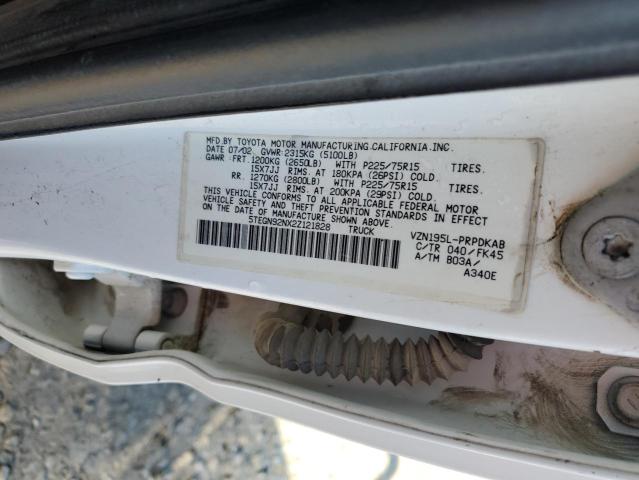 MFD.BY TOYOTA MOTOR MANUFACTURING.CALIFORNIA.INC.
DATE 07/02 GVWR:2315KG (5100LB)
GAWR: FRT.1200KG (2650LB) WITH P225/75R15 TIRES.
15X7JJ RIMS. AT 180KPA (26PSI) COLD.
RR. 1270KG (2800LB) WITH P225/75R15 TIRES.
15X7JJ RIMS. AT 200KPA (29PSI) COLD.
THIS VEHICLE CONFORMS TO ALL APPLICABLE FEDERAL MOTOR
VEHICLE SAFETY AND THEFT PREVENTION STANDARDS IN EFFECT
ON THE DATE OF MANUFACTURE SHOWN ABOVE.
5TEGN92NX2Z121828 TRUCK
VZN195L-PRPDKAB
C/TR 040/FK45
A/TM B03A/
A340E